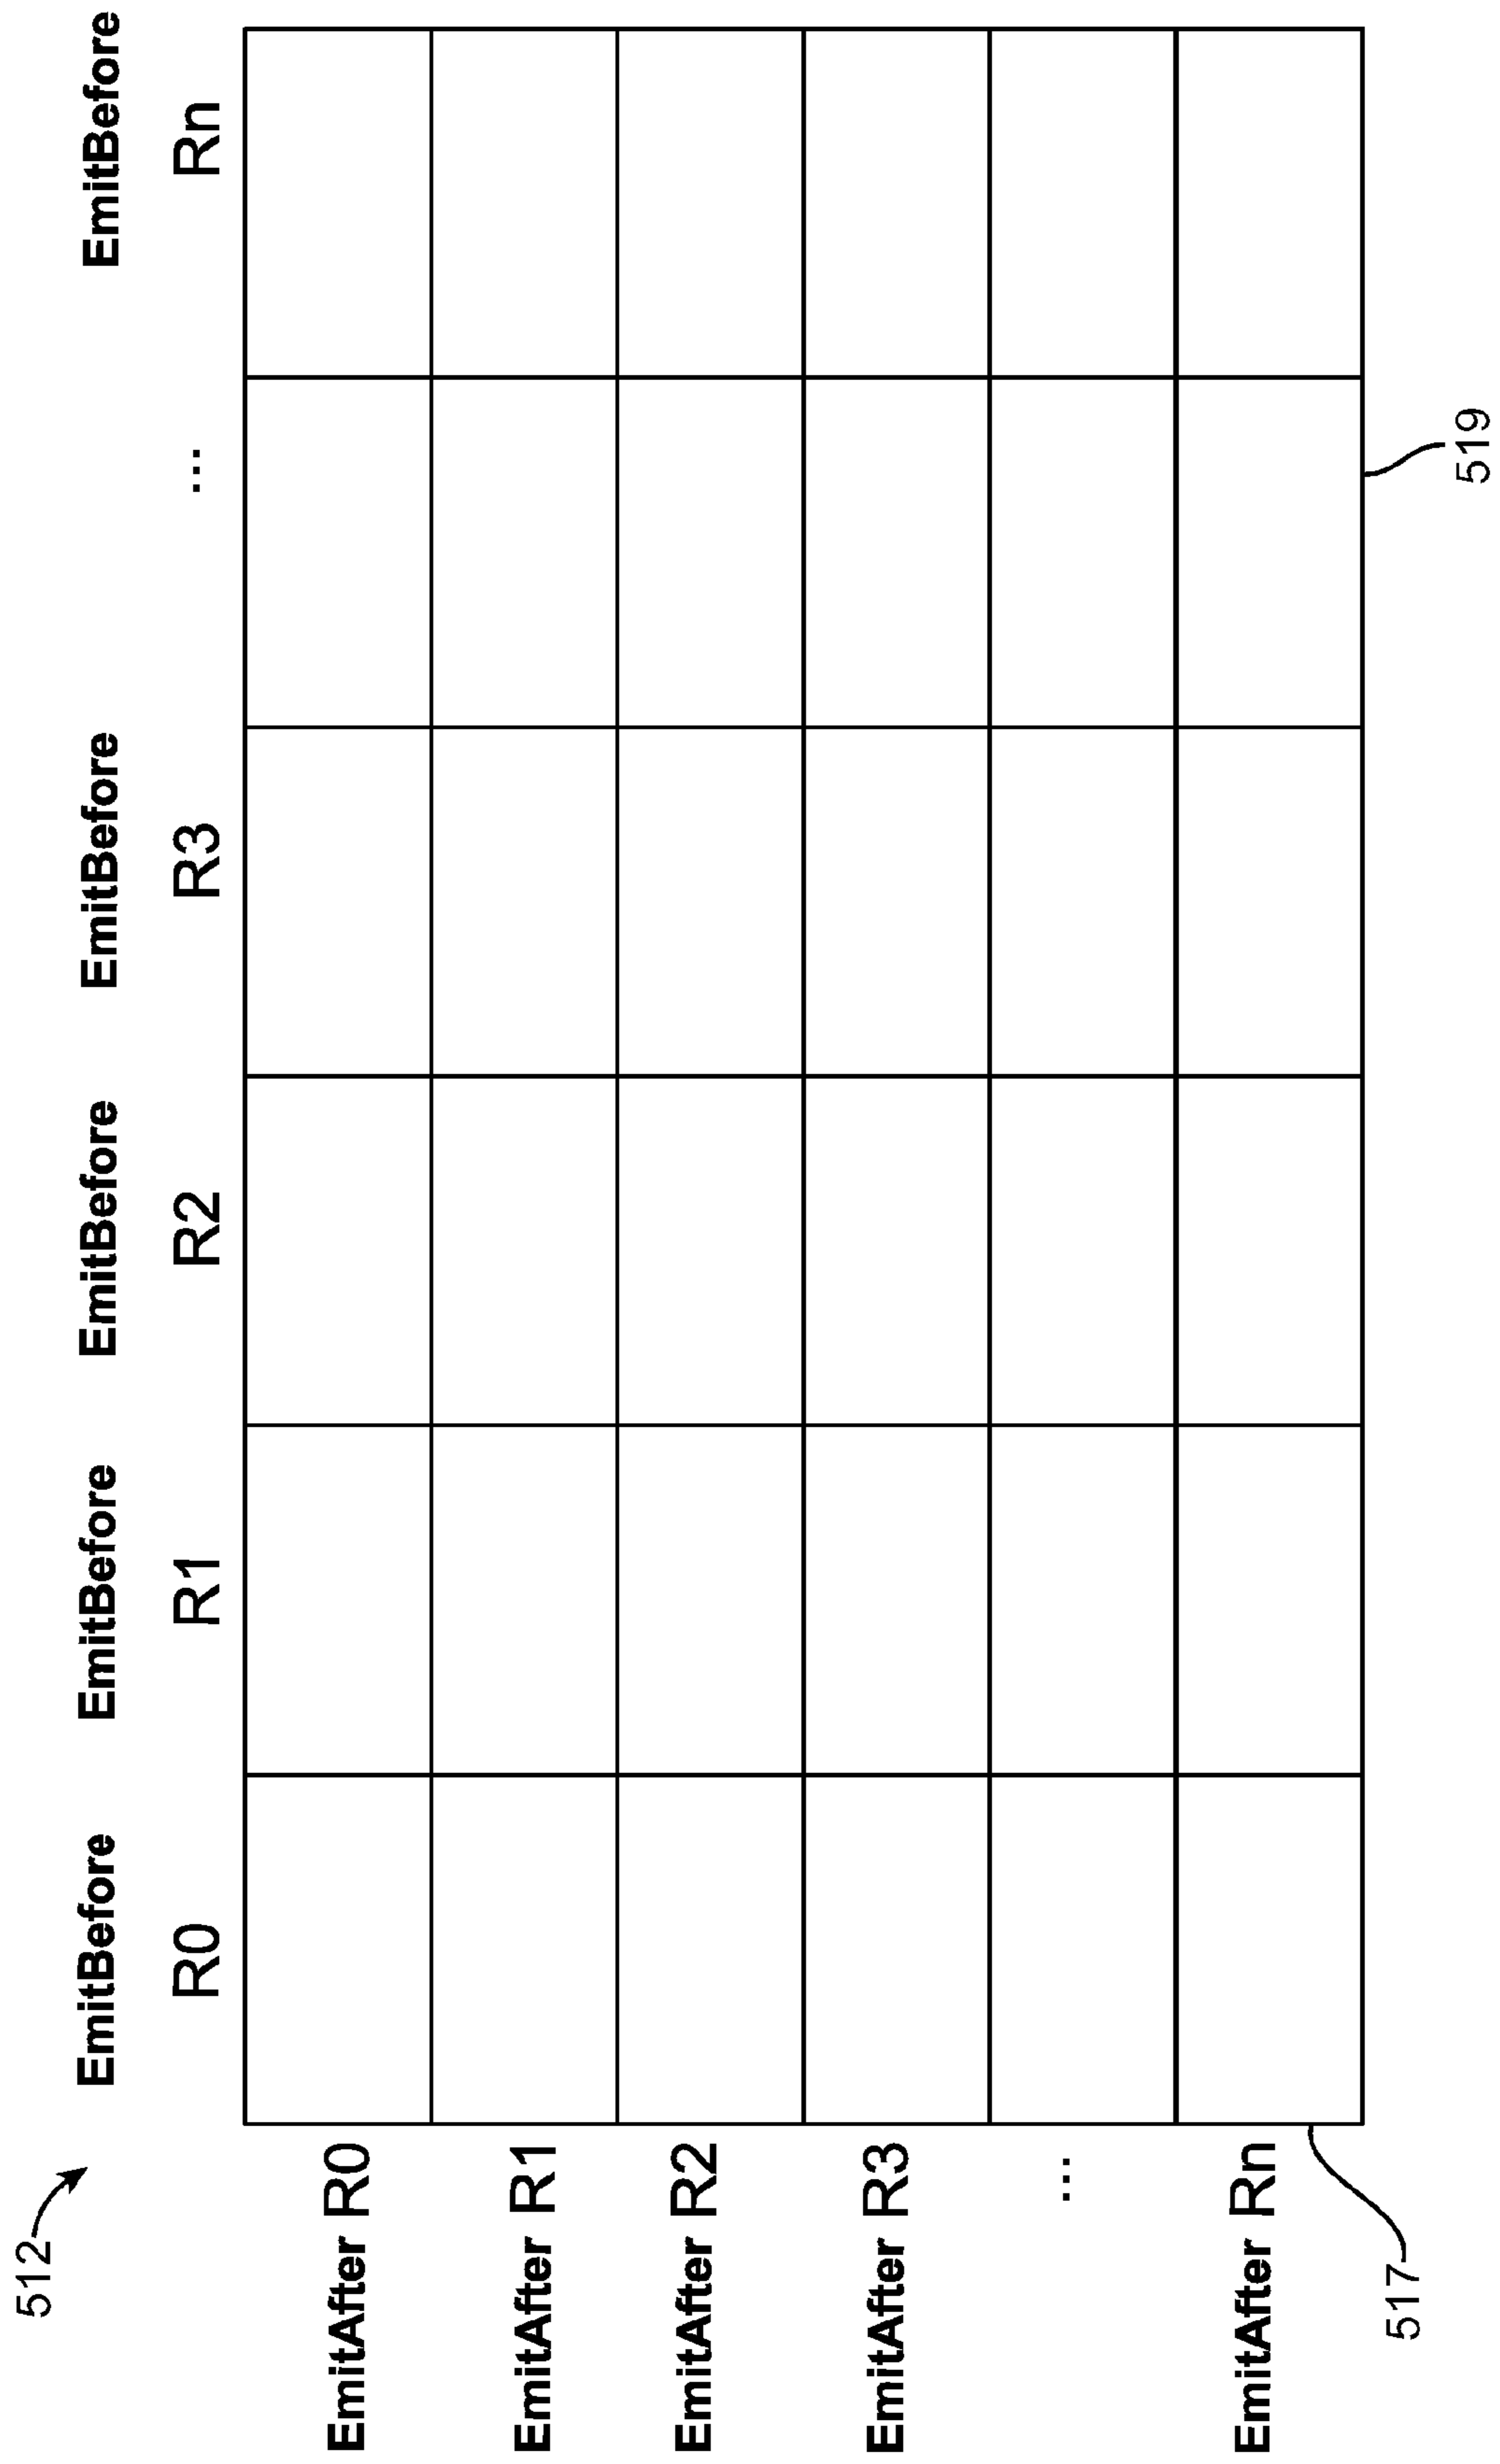 512
EmitBefore EmitBefore EmitBefore EmitBefore EmitBefore
R0 R1 R2 R3 ... Rn
EmitAfter R0
EmitAfter R1
EmitAfter R2
EmitAfter R3
...
EmitAfter Rn
517 519